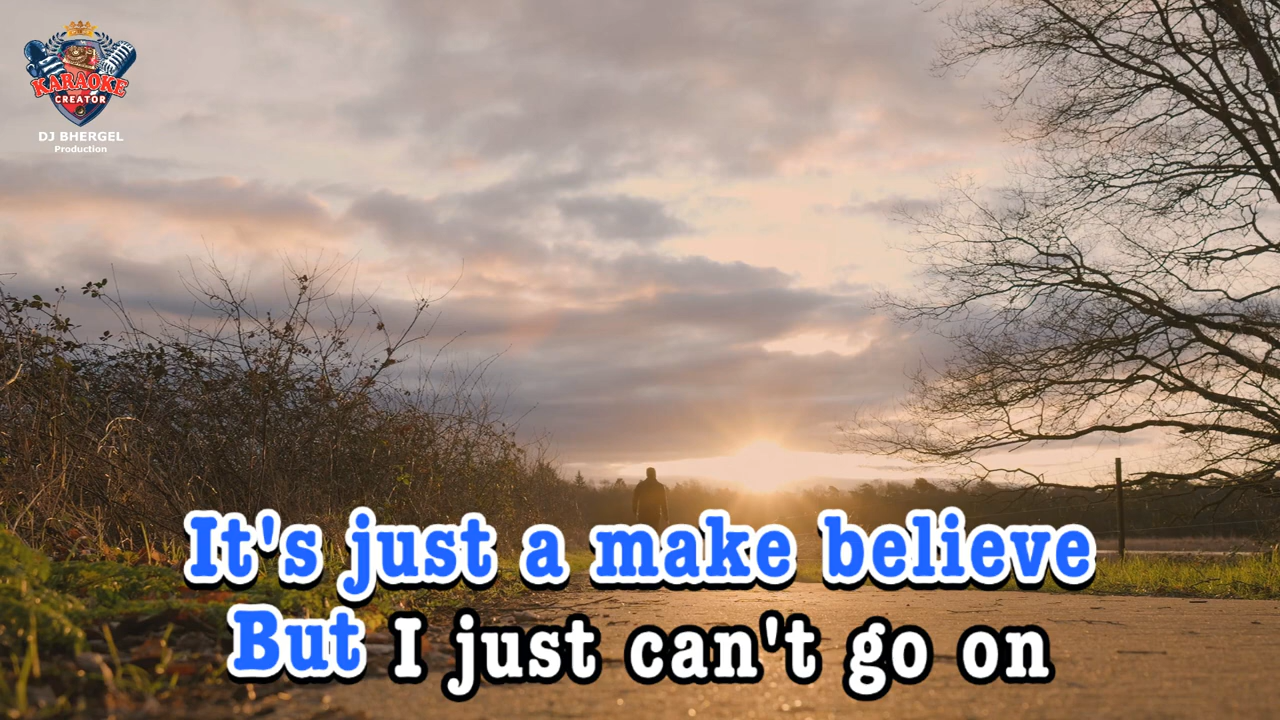 KARAOKE
CREATOR
DJ BHERGEL
Production
It's just a make believe
But I just can't go on